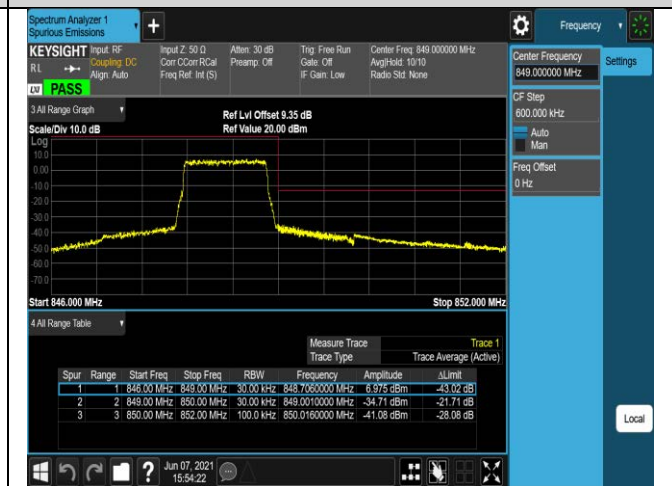 Spectrum Analyzer 1
Spurious Emissions
Frequency
KEYSIGHT Input: RF Input Z: 50 Ω Atten: 30 dB Trig: Free Run Center Freq: 849.000000 MHz
RL Coupling: DC Corr CCorr RCal Preamp: Off Gate: Off Avg|Hold: 10/10
Align: Auto Freq Ref: Int (S) IF Gain: Low Radio Std: None
LXI PASS
Center Frequency
849.000000 MHz
Settings
CF Step
600.000 kHz
Auto
Man
Freq Offset
0 Hz
3 All Range Graph
Ref Lvl Offset 9.35 dB
Scale/Div 10.0 dB Ref Value 20.00 dBm
Log
10.0
0.00
-10.0
-20.0
-30.0
-40.0
-50.0
-60.0
-70.0
Start 846.000 MHz Stop 852.000 MHz
4 All Range Table
Measure Trace Trace 1
Trace Type Trace Average (Active)
Spur Range Start Freq Stop Freq RBW Frequency Amplitude ΔLimit
1 1 846.00 MHz 849.00 MHz 30.00 kHz 848.7060000 MHz 6.975 dBm -43.02 dB
2 2 849.00 MHz 850.00 MHz 30.00 kHz 849.0010000 MHz -34.71 dBm -21.71 dB
3 3 850.00 MHz 852.00 MHz 100.0 kHz 850.0160000 MHz -41.08 dBm -28.08 dB
Local
Jun 07, 2021
15:54:22